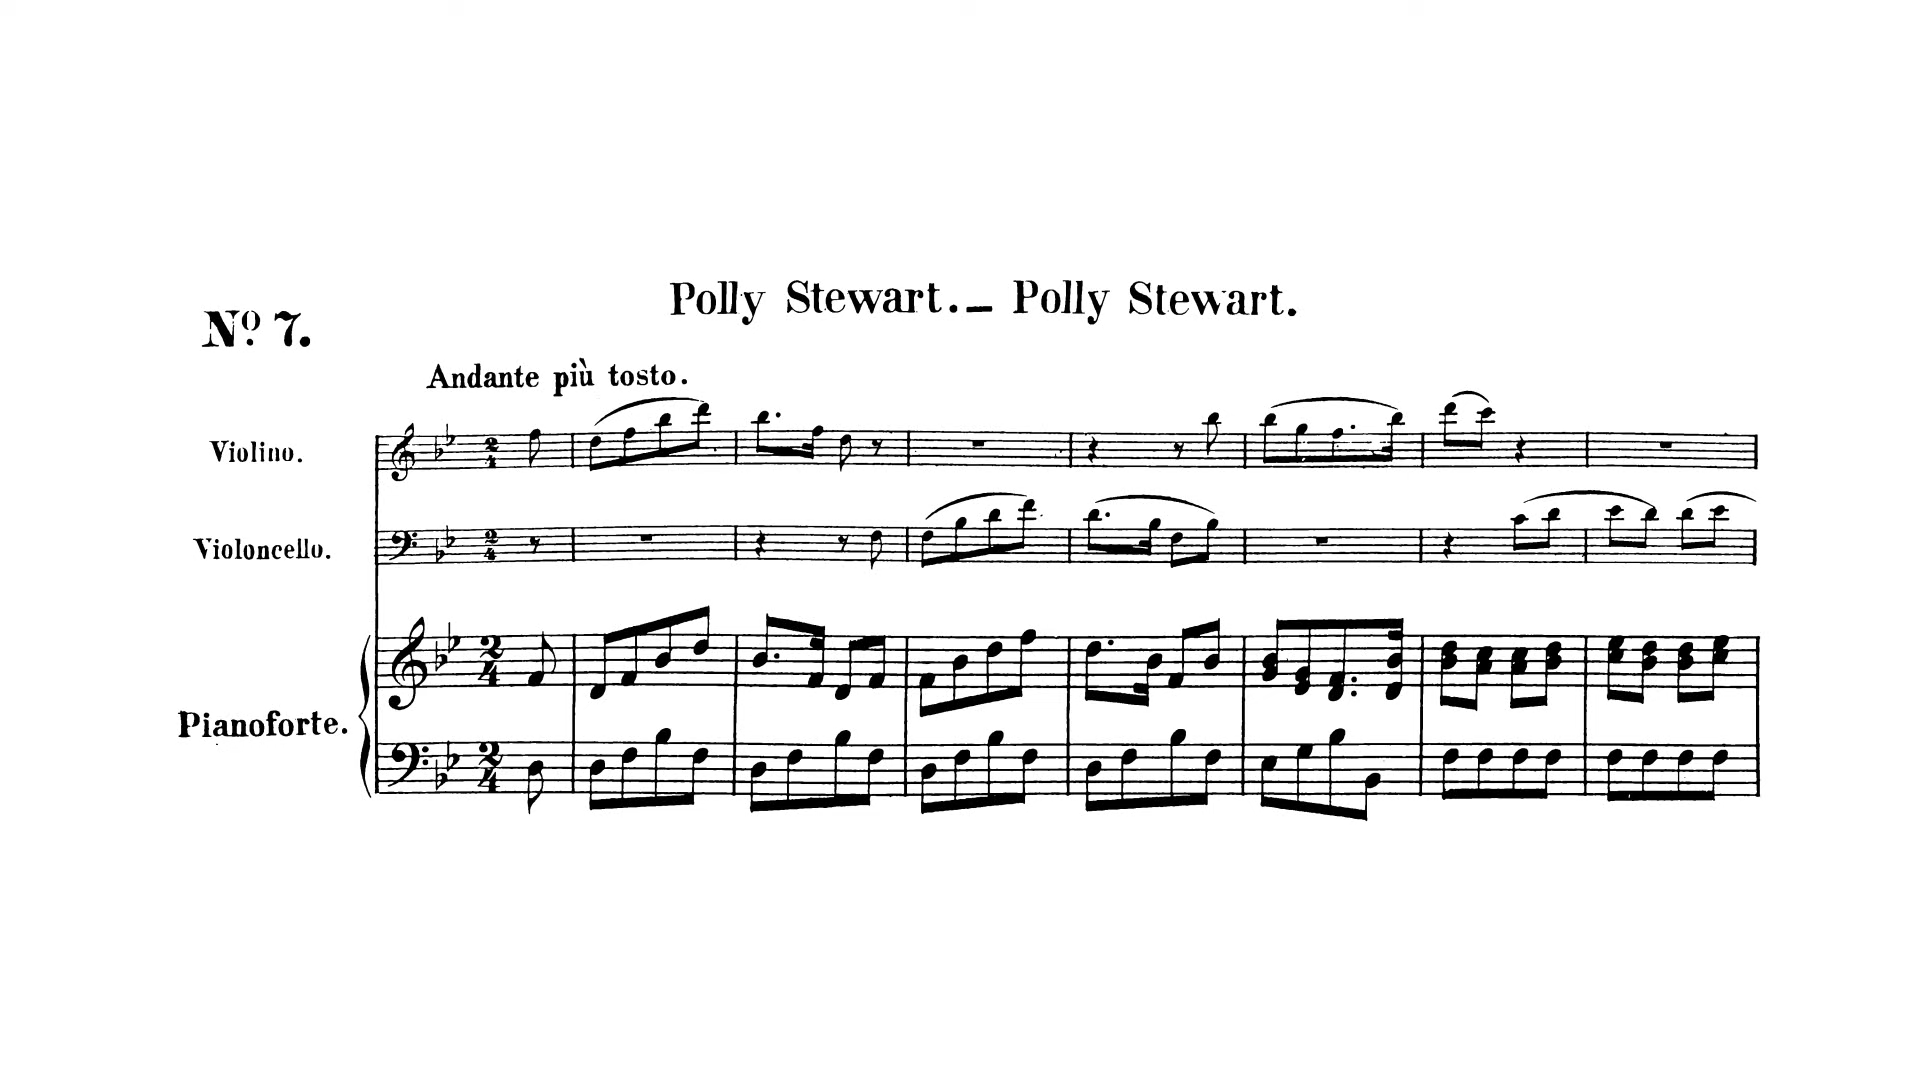 Polly Stewart. — Polly Stewart.
Nº 7.
Andante più tosto.
Violino.
Violoncello.
Pianoforte.